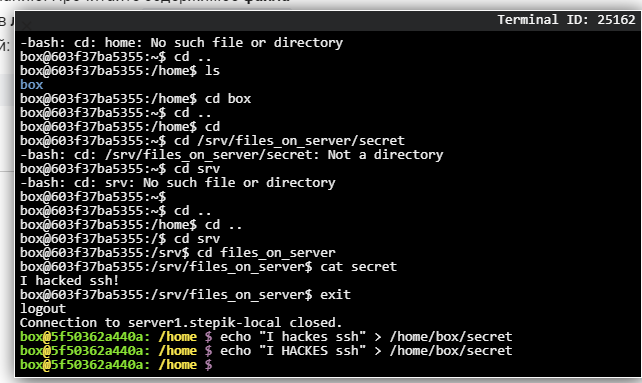 файла
в
й:
Terminal ID: 25162
-bash: cd: home: No such file or directory
box@603f37ba5355:~$ cd ..
box@603f37ba5355:/home$ ls
box
box@603f37ba5355:/home$ cd box
box@603f37ba5355:~$ cd ..
box@603f37ba5355:/home$ cd
box@603f37ba5355:~$ cd /srv/files_on_server/secret
-bash: cd: /srv/files_on_server/secret: Not a directory
box@603f37ba5355:~$ cd srv
-bash: cd: srv: No such file or directory
box@603f37ba5355:~$
box@603f37ba5355:~$ cd ..
box@603f37ba5355:/home$ cd ..
box@603f37ba5355:/$ cd srv
box@603f37ba5355:/srv$ cd files_on_server
box@603f37ba5355:/srv/files_on_server$ cat secret
I hacked ssh!
box@603f37ba5355:/srv/files_on_server$ exit
logout
Connection to server1.stepik-local closed.
box@5f50362a440a: /home $ echo "I hackes ssh" > /home/box/secret
box@5f50362a440a: /home $ echo "I HACKES ssh" > /home/box/secret
box@5f50362a440a: /home $